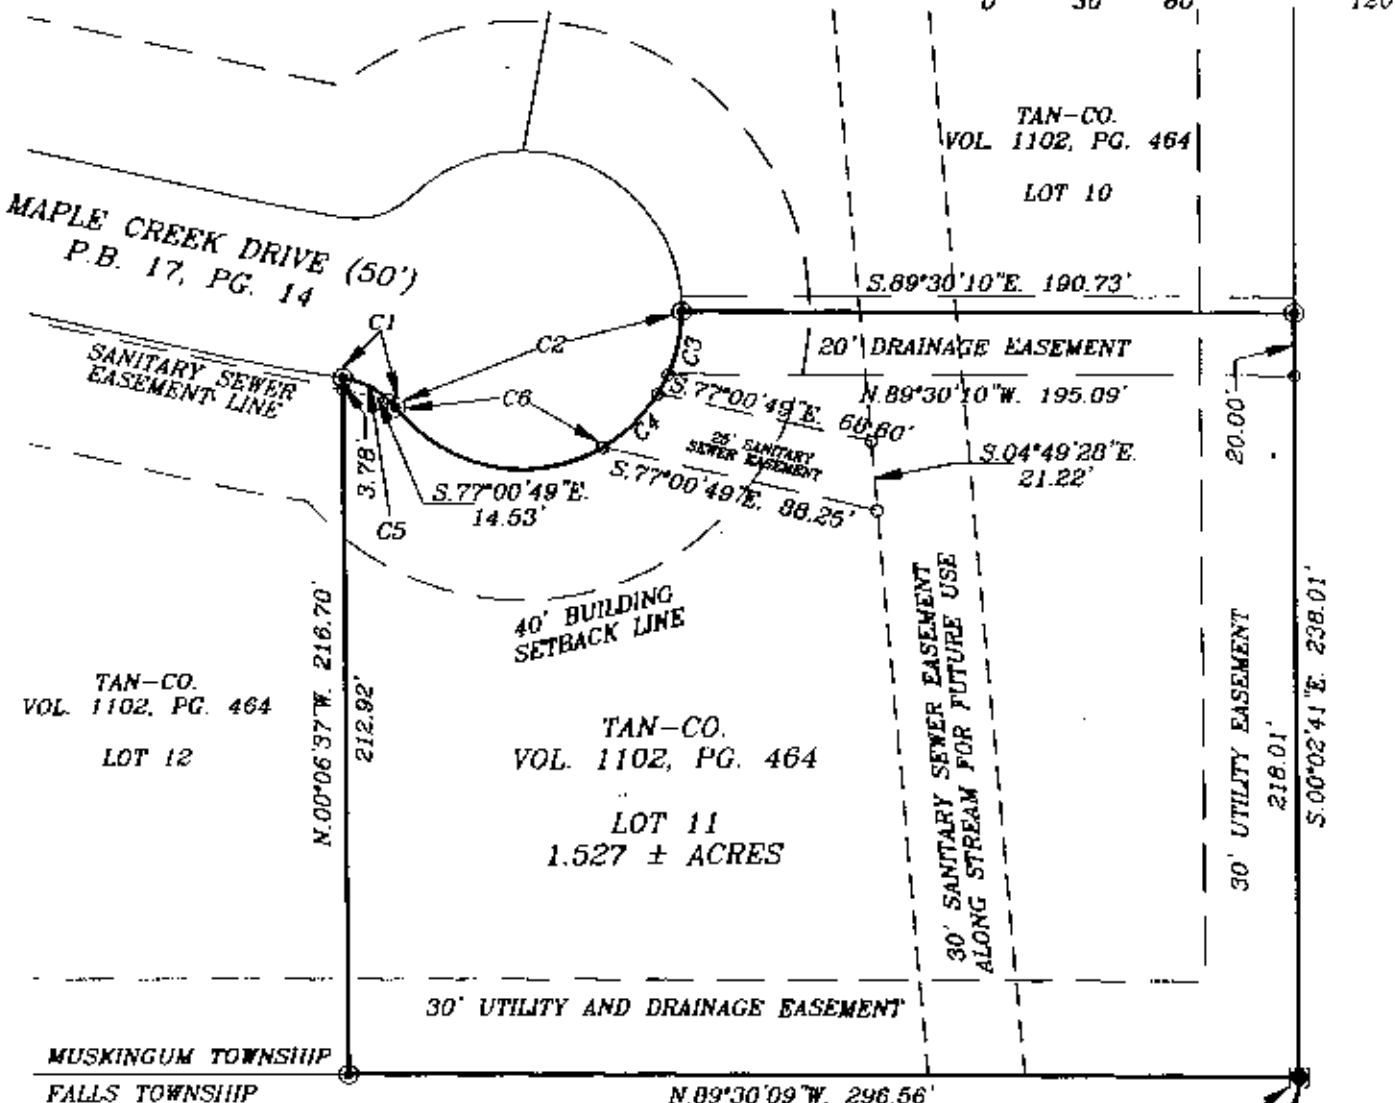 0 30 60 120
TAN-CO.
VOL. 1102, PG. 464
LOT 10
MAPLE CREEK DRIVE (50')
P.B. 17, PG. 14
S.89°30'10"E. 190.73'
C1
C2
C3
20' DRAINAGE EASEMENT
SANITARY SEWER
EASEMENT LINE
N.89°30'10"W. 195.09'
20.00'
C6
S.77°00'49"E. 68.60'
C4
25' SANITARY
SEWER EASEMENT
S.04°49'28"E.
21.22'
3.78'
S.77°00'49"E.
14.53'
S.77°00'49"E. 88.25'
C5
40' BUILDING
SETBACK LINE
N.00°06'37"W. 216.70'
212.92'
30' SANITARY SEWER EASEMENT
ALONG STREAM FOR FUTURE USE
30' UTILITY EASEMENT
218.01'
S.00°02'41"E. 238.01'
TAN-CO.
VOL. 1102, PG. 464
LOT 12
TAN-CO.
VOL. 1102, PG. 464
LOT 11
1.527 ± ACRES
30' UTILITY AND DRAINAGE EASEMENT
MUSKINGUM TOWNSHIP
FALLS TOWNSHIP
N.89°30'09"W. 296.56'